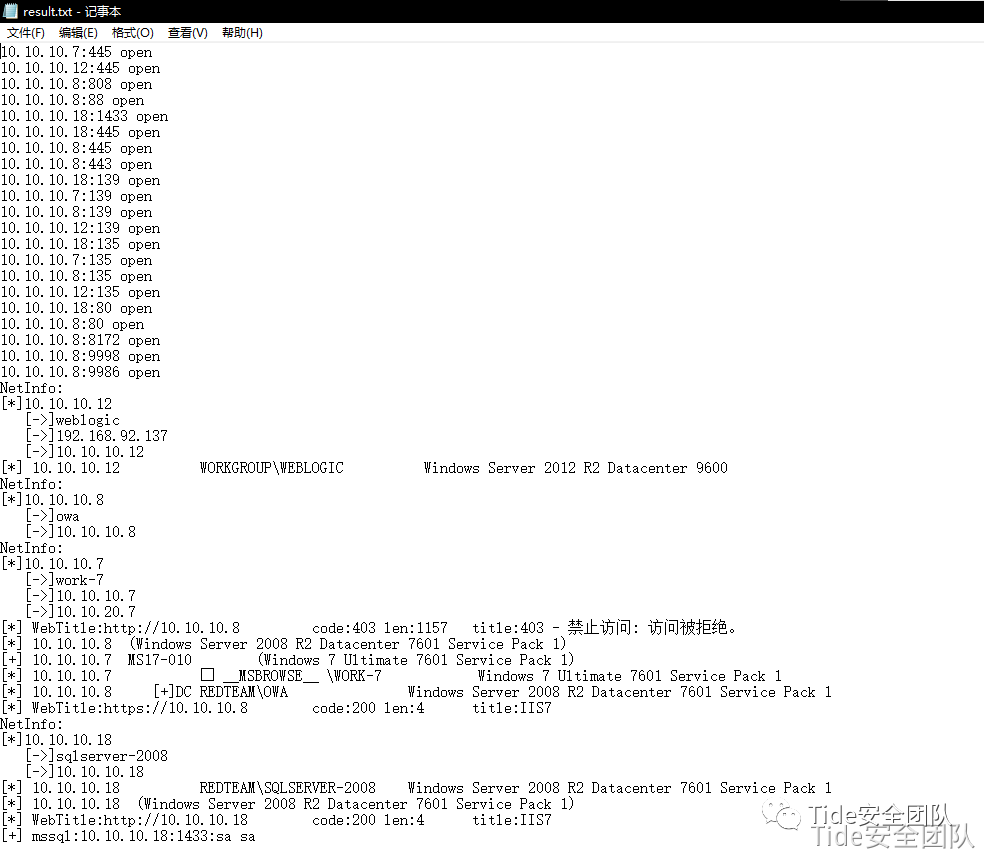 result.txt - 记事本
文件(F) 编辑(E) 格式(O) 查看(V) 帮助(H)
10.10.10.7:445 open
10.10.10.12:445 open
10.10.10.8:808 open
10.10.10.8:88 open
10.10.10.18:1433 open
10.10.10.18:445 open
10.10.10.8:445 open
10.10.10.8:443 open
10.10.10.18:139 open
10.10.10.7:139 open
10.10.10.8:139 open
10.10.10.12:139 open
10.10.10.18:135 open
10.10.10.7:135 open
10.10.10.8:135 open
10.10.10.12:135 open
10.10.10.18:80 open
10.10.10.8:80 open
10.10.10.8:8172 open
10.10.10.8:9998 open
10.10.10.8:9986 open
NetInfo:
[*]10.10.10.12
[->]weblogic
[->]192.168.92.137
[->]10.10.10.12
[*] 10.10.10.12 WORKGROUP\WEBLOGIC Windows Server 2012 R2 Datacenter 9600
NetInfo:
[*]10.10.10.8
[->]owa
[->]10.10.10.8
NetInfo:
[*]10.10.10.7
[->]work-7
[->]10.10.10.7
[->]10.10.20.7
[*] WebTitle:http://10.10.10.8 code:403 len:1157 title:403 - 禁止访问: 访问被拒绝。
[*] 10.10.10.8 (Windows Server 2008 R2 Datacenter 7601 Service Pack 1)
[+] 10.10.10.7 MS17-010 (Windows 7 Ultimate 7601 Service Pack 1)
[*] 10.10.10.7 □ __MSBROWSE__ \WORK-7 Windows 7 Ultimate 7601 Service Pack 1
[*] 10.10.10.8 [+]DC REDTEAM\OWA Windows Server 2008 R2 Datacenter 7601 Service Pack 1
[*] WebTitle:https://10.10.10.8 code:200 len:4 title:IIS7
NetInfo:
[*]10.10.10.18
[->]sqlserver-2008
[->]10.10.10.18
[*] 10.10.10.18 REDTEAM\SQLSERVER-2008 Windows Server 2008 R2 Datacenter 7601 Service Pack 1
[*] 10.10.10.18 (Windows Server 2008 R2 Datacenter 7601 Service Pack 1)
[*] WebTitle:http://10.10.10.18 code:200 len:4 title:IIS7
[+] mssql:10.10.10.18:1433:sa sa
Tide安全团队
Tide安全团队